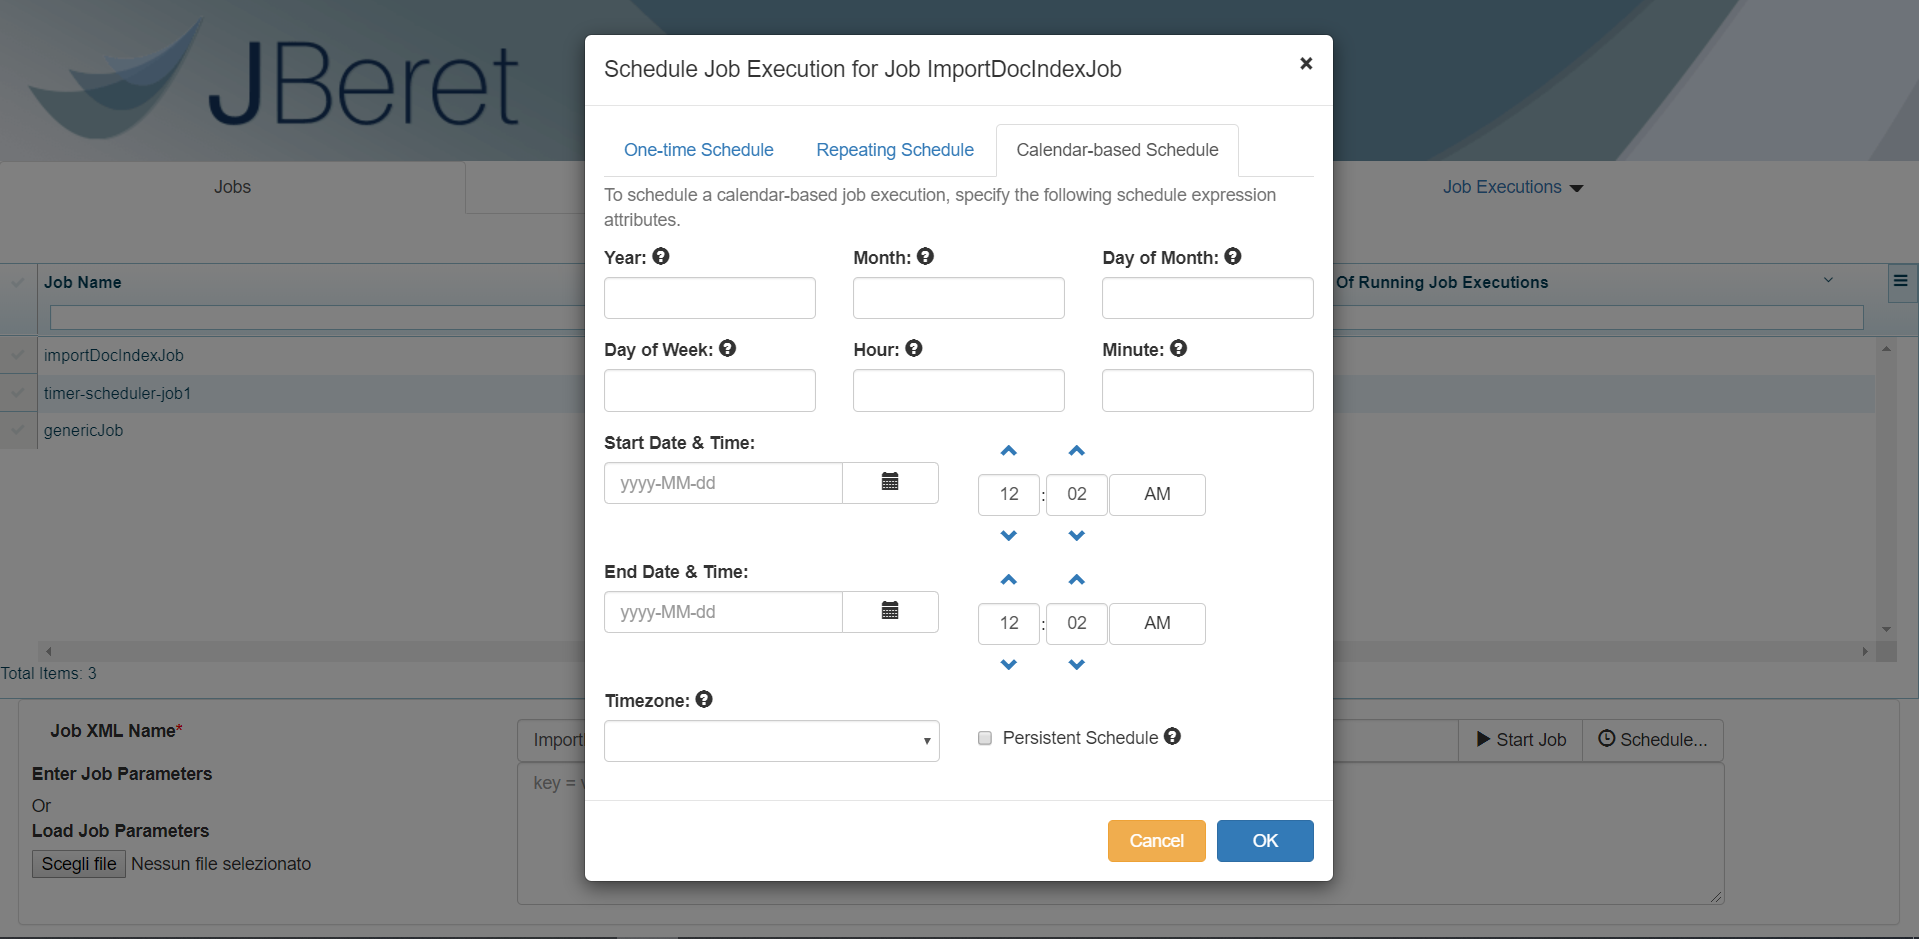 JBeret
Schedule Job Execution for Job ImportDocIndexJob
One-time Schedule
Repeating Schedule
Calendar-based Schedule
To schedule a calendar-based job execution, specify the following schedule expression
attributes.
Year:
Month:
Day of Month:
Day of Week:
Hour:
Minute:
Start Date & Time:
yyyy-MM-dd
12 : 02 AM
End Date & Time:
yyyy-MM-dd
12 : 02 AM
Timezone:
Persistent Schedule
Cancel
OK
Jobs
Job Executions
Job Name
Of Running Job Executions
importDocIndexJob
timer-scheduler-job1
genericJob
Total Items: 3
Job XML Name*
Import
Start Job
Schedule...
Enter Job Parameters
Or
Load Job Parameters
Scegli file Nessun file selezionato
key =